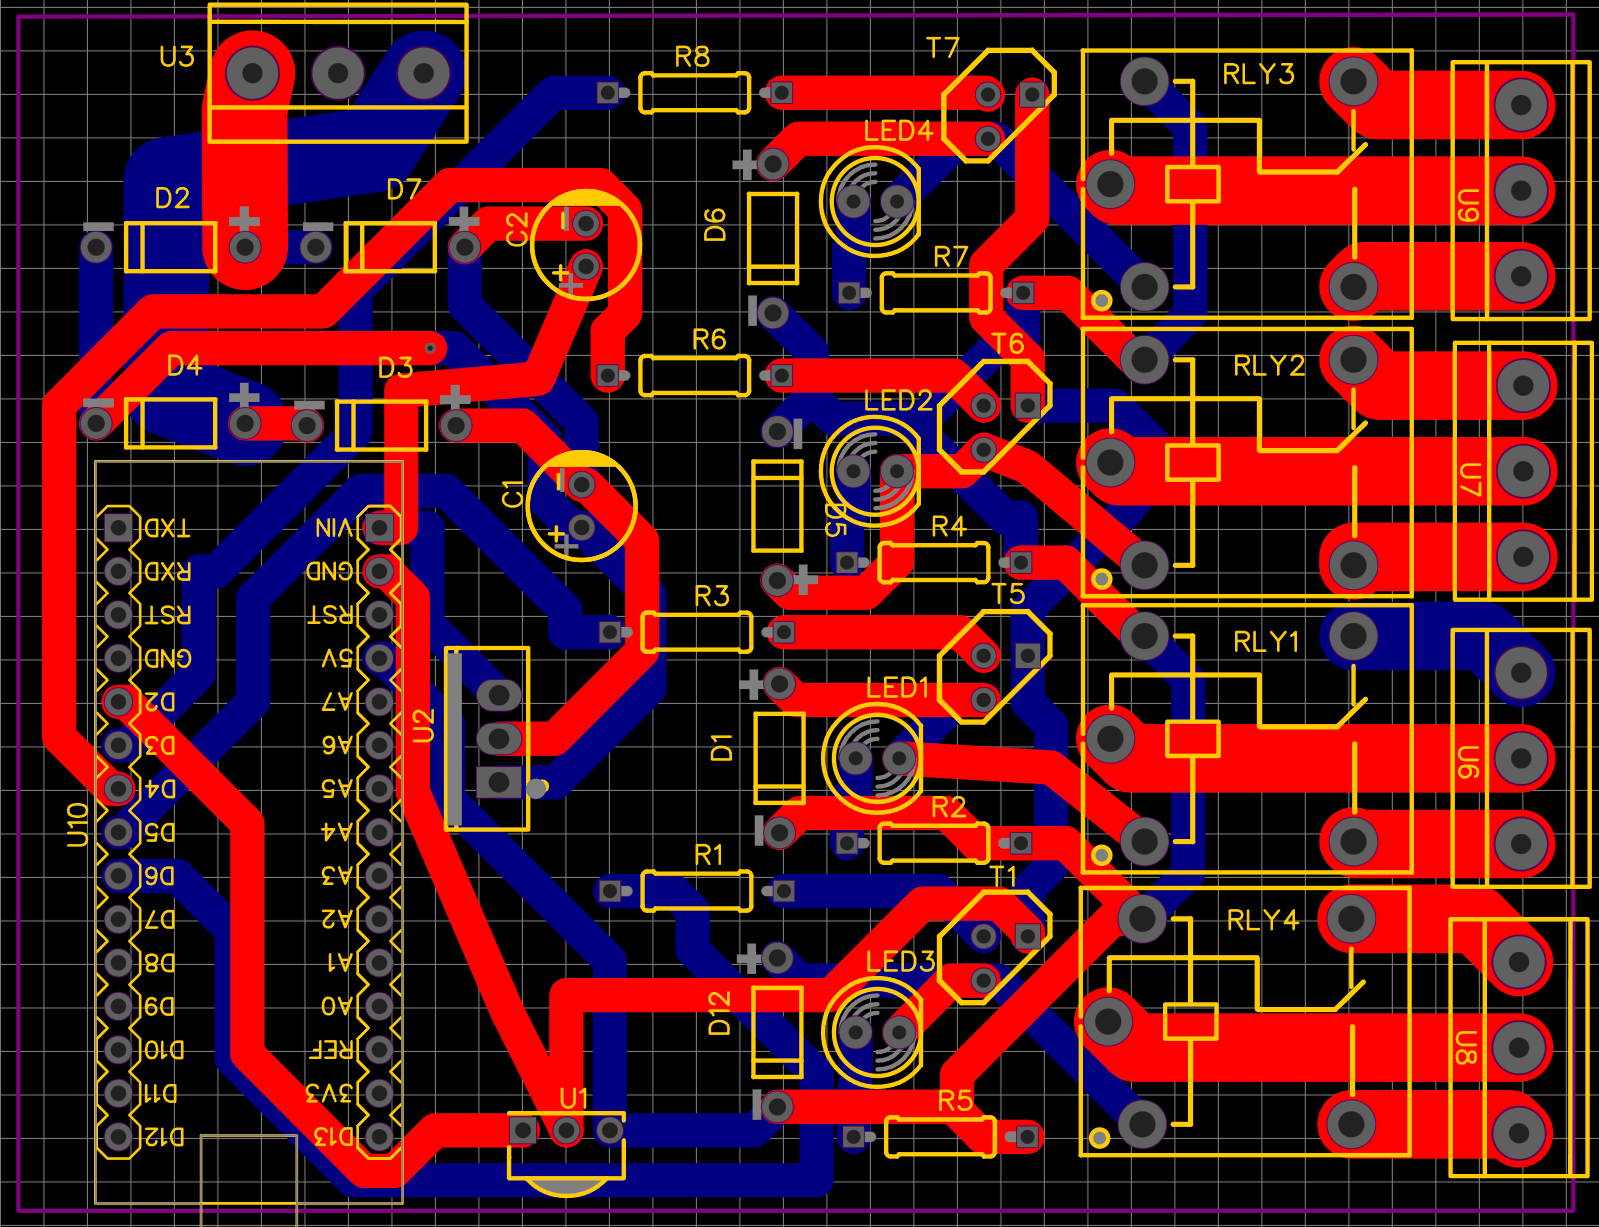 U3
R8
T7
RLY3
LED4
D2
D7
C2
D6
R7
U9
R6
T6
D4
D3
RLY2
LED2
C1
D5
R4
U7
TXD
RXD
RST
GND
D2
D3
D4
D5
D6
D7
D8
D9
D10
D11
D12
VIN
GND
RST
5V
A7
A6
A5
A4
A3
A2
A1
A0
REF
3V3
D13
U10
U2
R3
T5
RLY1
LED1
D1
R2
U6
R1
T1
RLY4
LED3
D12
R5
U8
U1